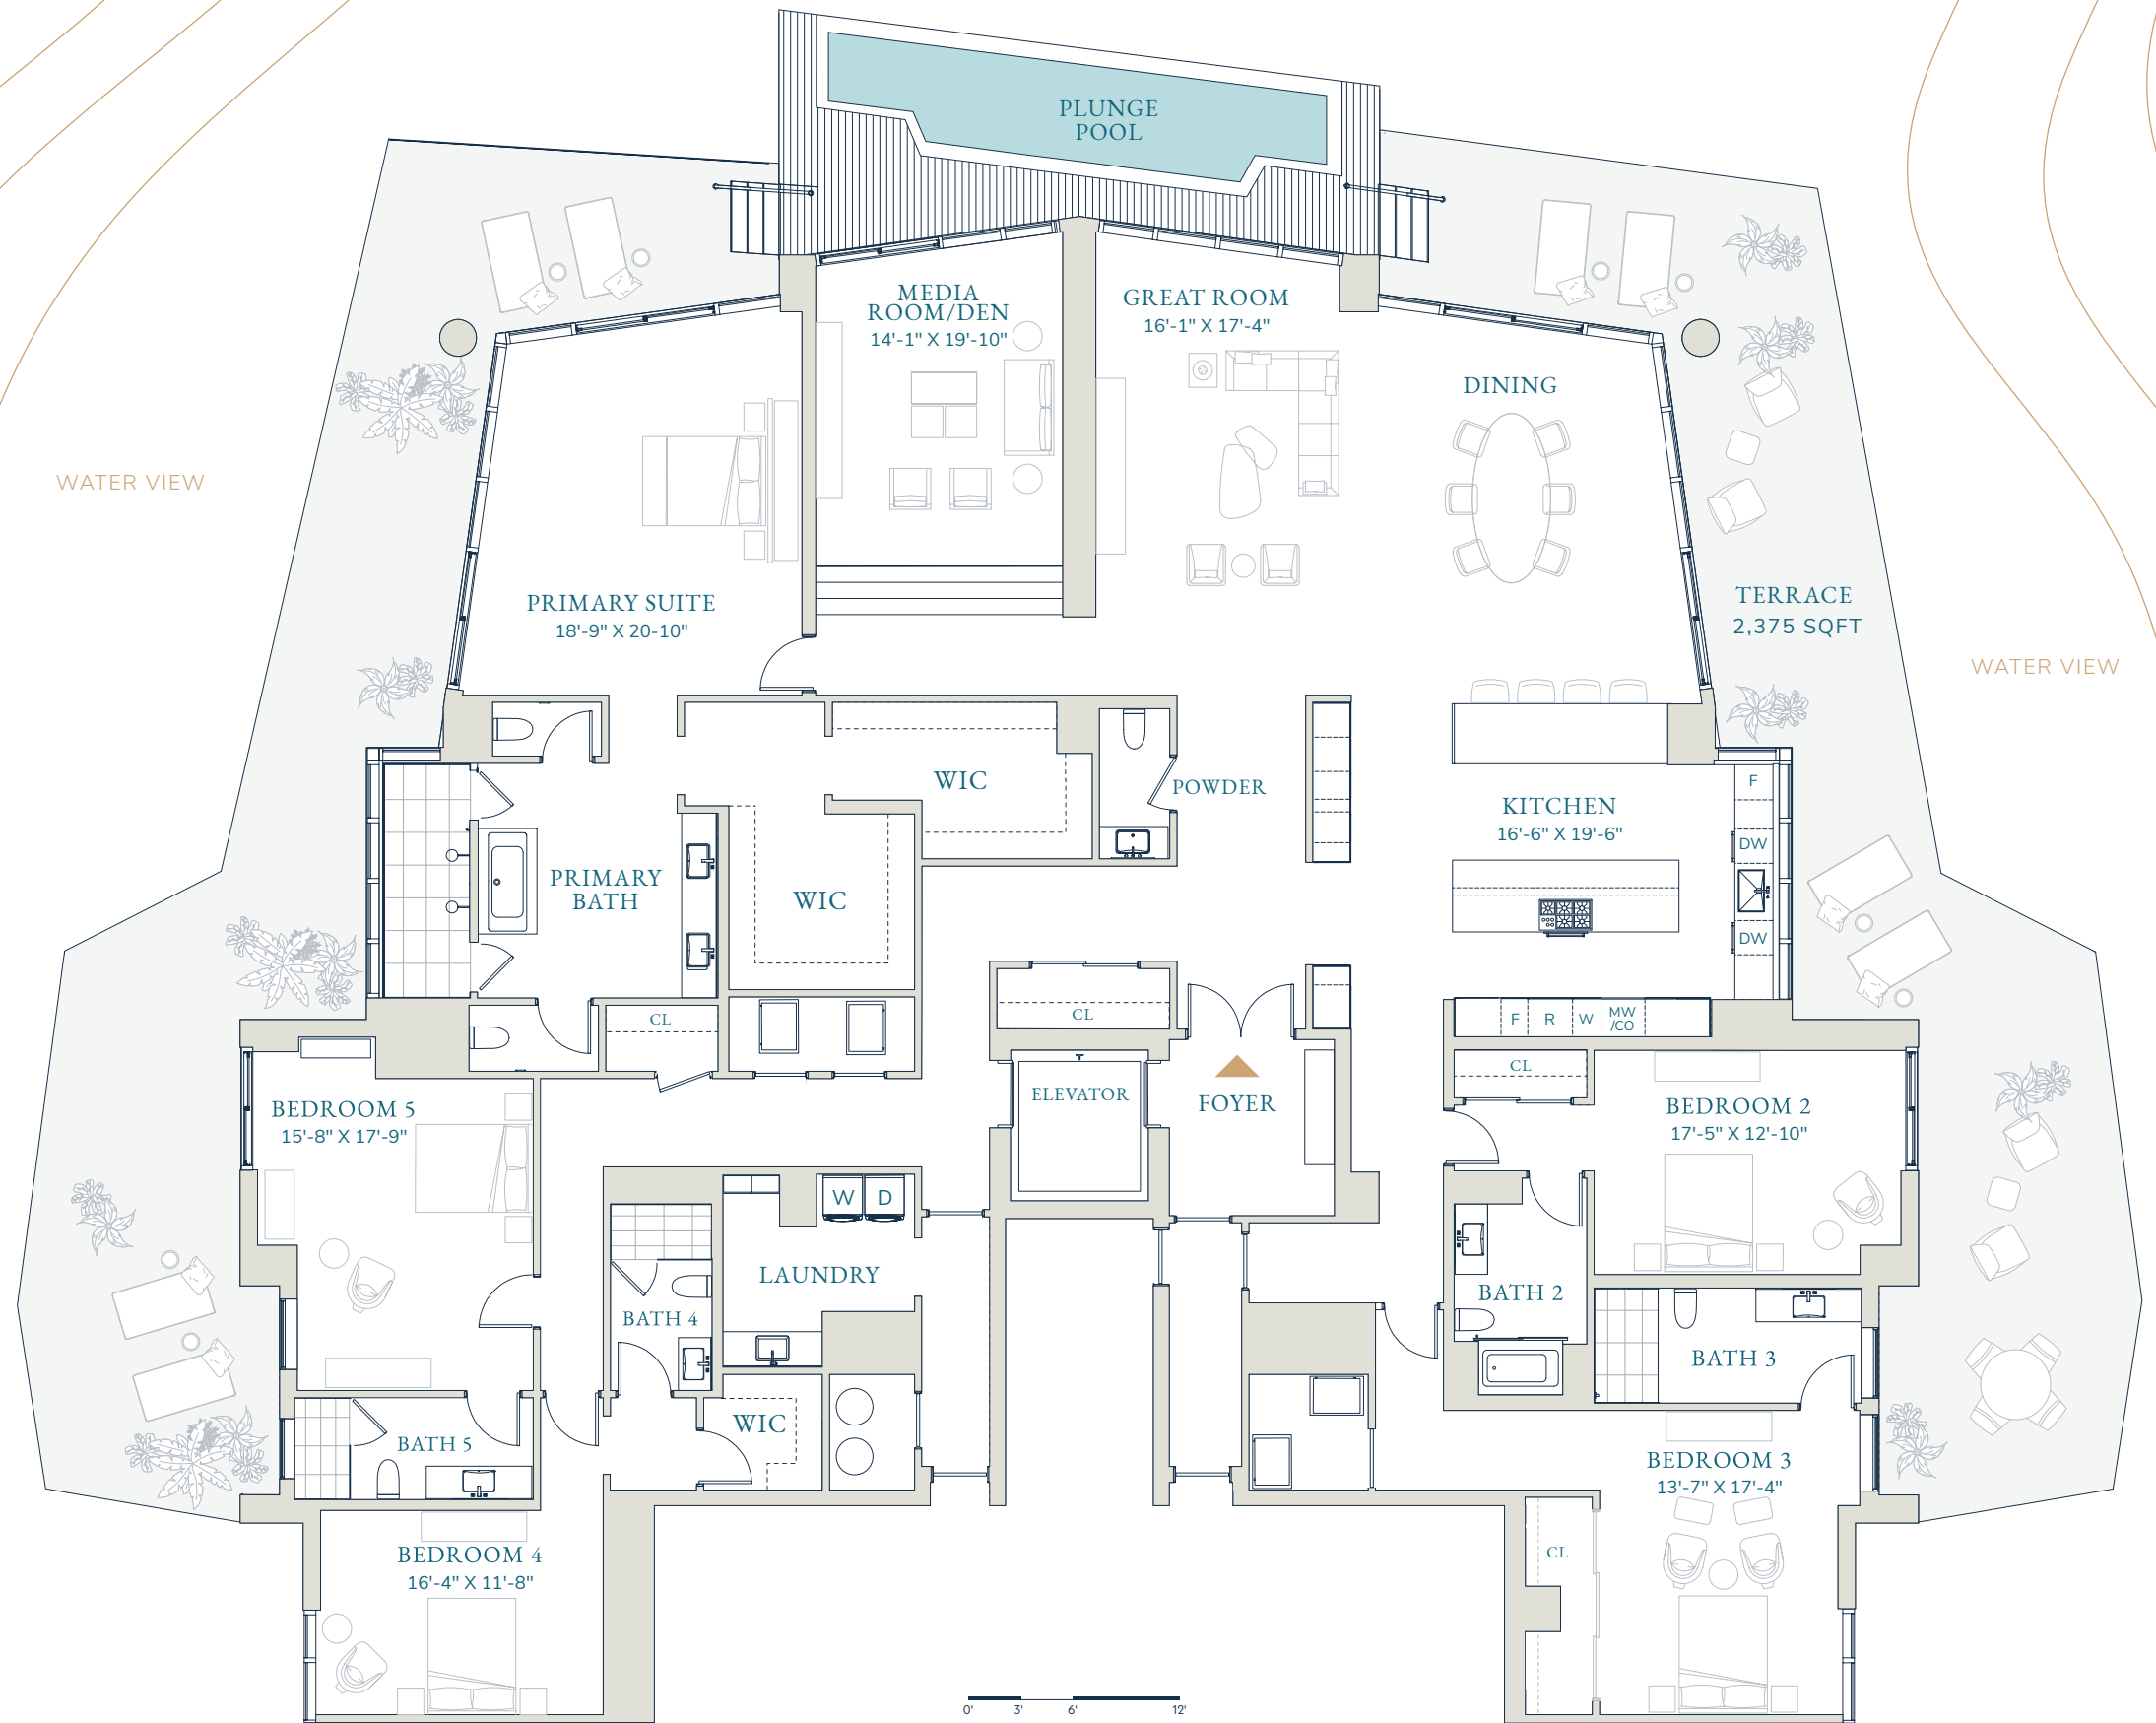 PLUNGE
POOL
MEDIA
ROOM/DEN
14'-1" X 19'-10"
GREAT ROOM
16'-1" X 17'-4"
DINING
WATER VIEW
PRIMARY SUITE
18'-9" X 20-10"
TERRACE
2,375 SQFT
WATER VIEW
WIC
POWDER
KITCHEN
16'-6" X 19'-6"
F
DW
DW
PRIMARY
BATH
WIC
CL
CL
F
R
W
MW
/CO
ELEVATOR
FOYER
CL
BEDROOM 5
15'-8" X 17'-9"
BEDROOM 2
17'-5" X 12'-10"
W
D
LAUNDRY
BATH 4
BATH 2
BATH 3
WIC
BATH 5
BEDROOM 3
13'-7" X 17'-4"
BEDROOM 4
16'-4" X 11'-8"
CL
0'
3'
6'
12'